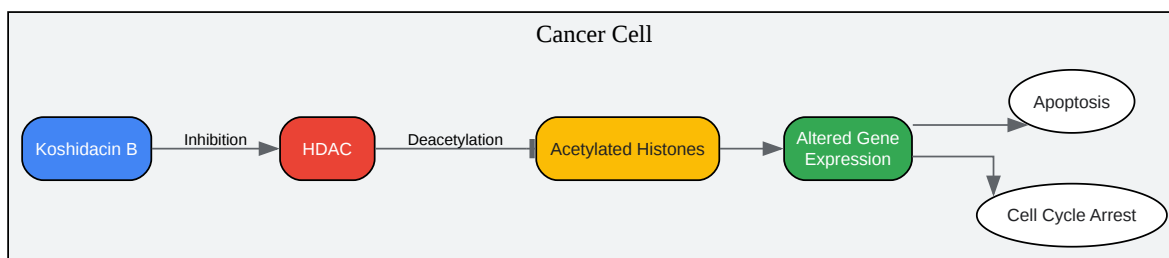 Cancer Cell
Koshidacin B
Inhibition
HDAC
Deacetylation
Acetylated Histones
Altered Gene
Expression
Apoptosis
Cell Cycle Arrest